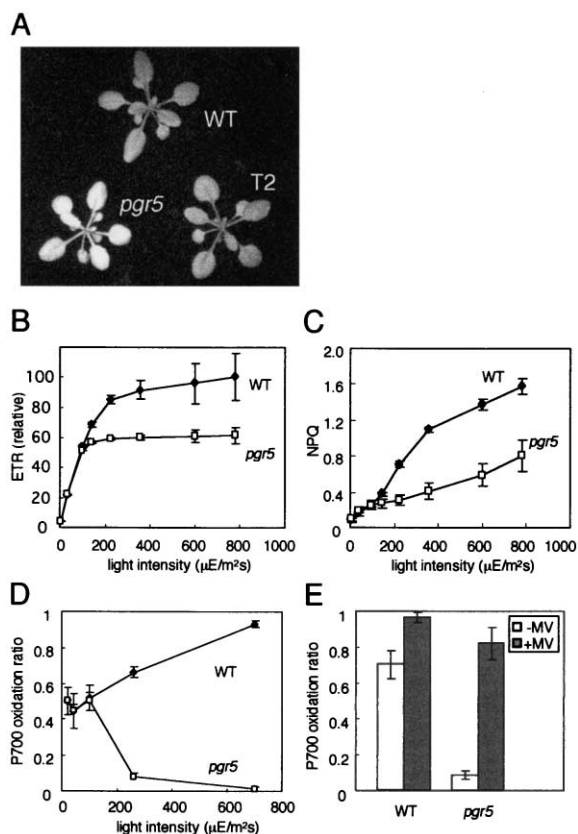 A
WT
pgr5
T2
B
ETR (relative)
100
80
60
40
20
0
WT
pgr5
0 200 400 600 800 1000
light intensity (µE/m²s)
C
NPQ
2.0
1.6
1.2
0.8
0.4
0
WT
pgr5
0 200 400 600 800 1000
light intensity (µE/m²s)
D
P700 oxidation ratio
1
0.8
0.6
0.4
0.2
0
WT
pgr5
0 200 400 600 800 1000
light intensity (µE/m²s)
E
P700 oxidation ratio
1
0.8
0.6
0.4
0.2
0
-MV
+MV
WT pgr5